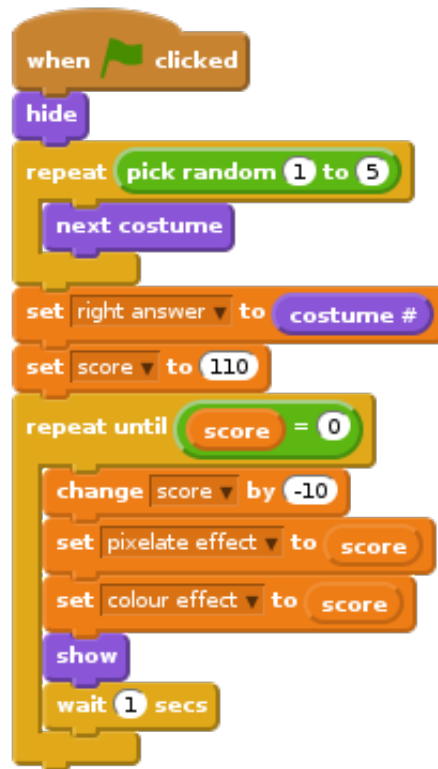 when clicked
hide
repeat pick random 1 to 5
next costume
set right answer to costume #
set score to 110
repeat until score = 0
change score by -10
set pixelate effect to score
set colour effect to score
show
wait 1 secs